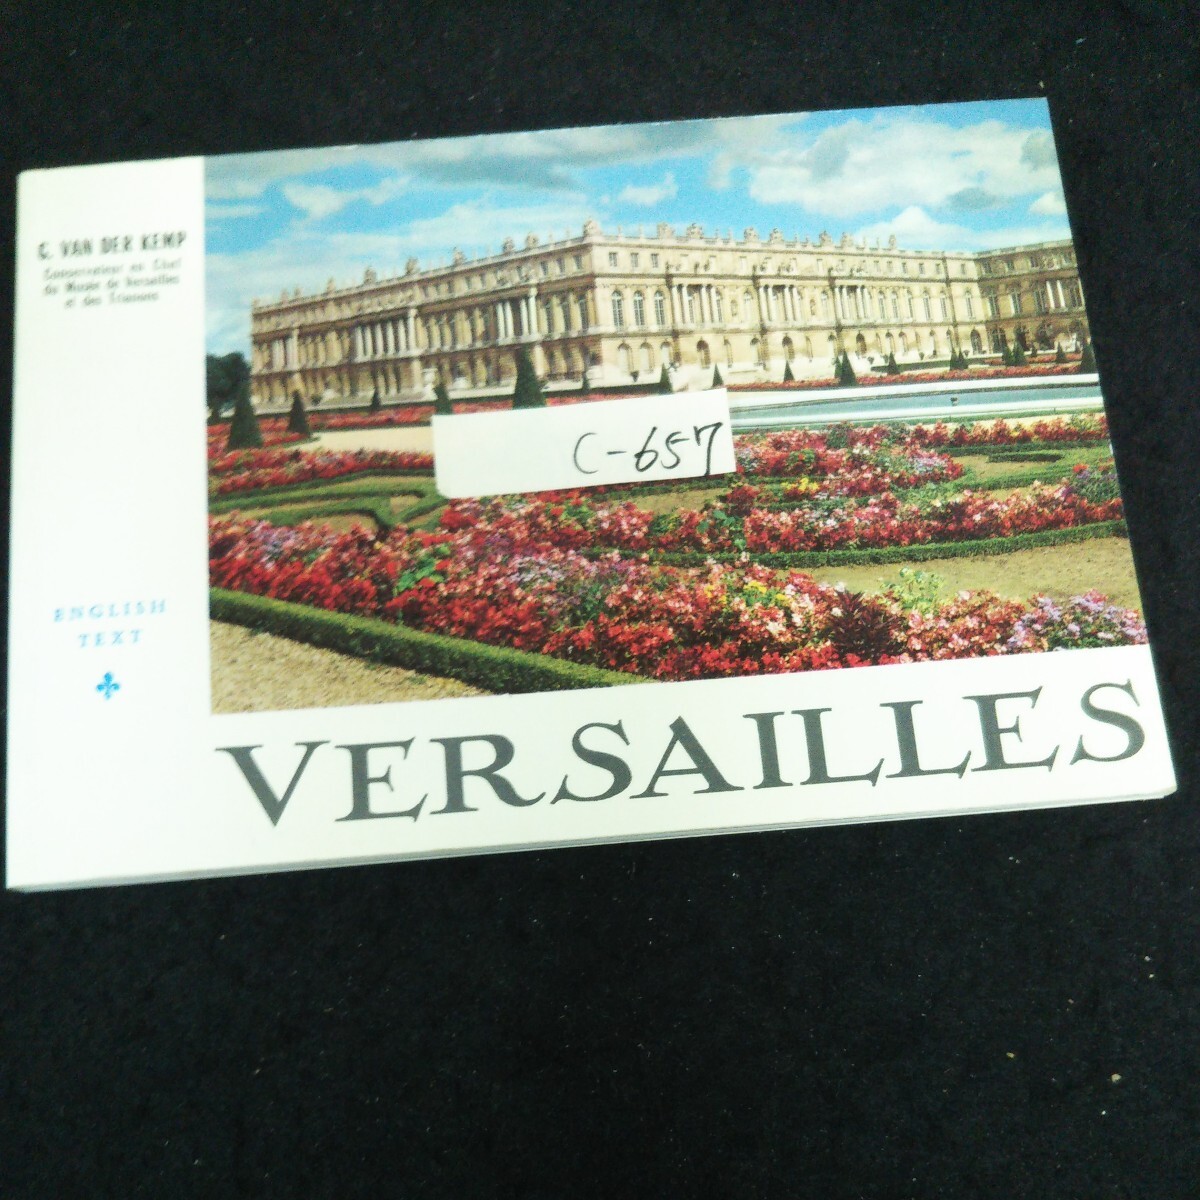 G. VAN DER KEMP
Conservateur en Chef
du Musée de Versailles
et des Trianons
C-657
ENGLISH
TEXT
VERSAILLES